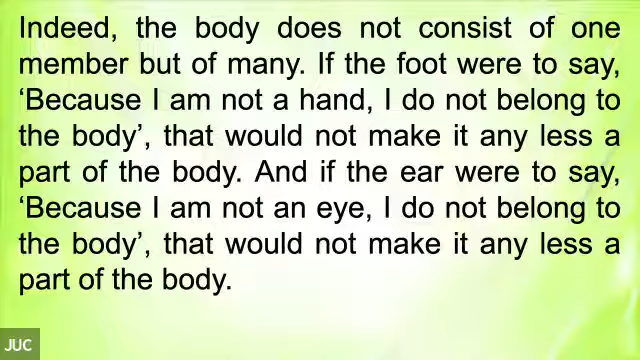 Indeed, the body does not consist of one
member but of many. If the foot were to say,
‘Because I am not a hand, I do not belong to
the body’, that would not make it any less a
part of the body. And if the ear were to say,
‘Because I am not an eye, I do not belong to
the body’, that would not make it any less a
part of the body.
JUC